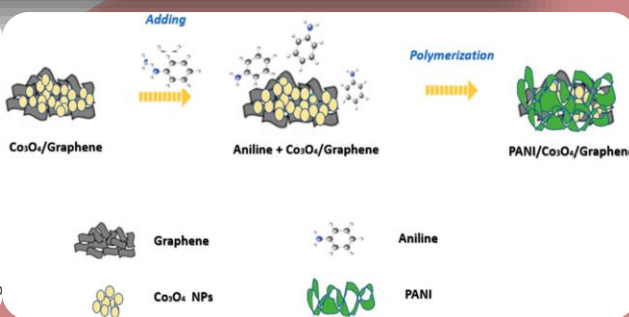 Adding
Polymerization
Co₃O₄/Graphene
Aniline + Co₃O₄/Graphene
PANI/Co₃O₄/Graphene
Graphene
Aniline
Co₃O₄ NPs
PANI